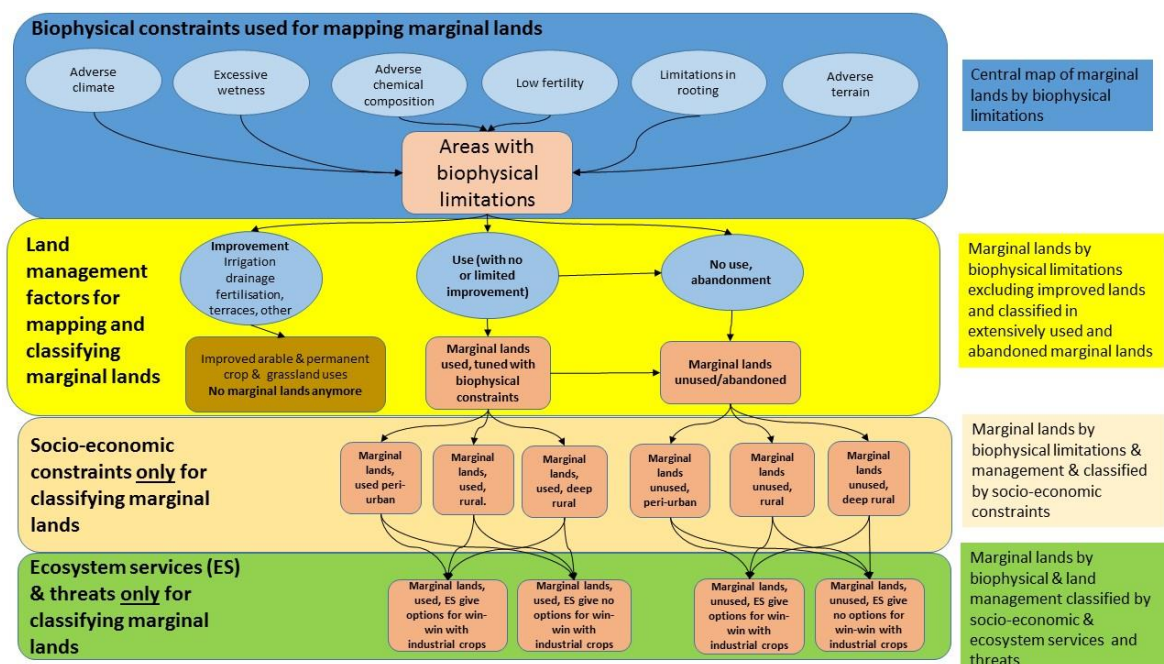 Biophysical constraints used for mapping marginal lands
Adverse
climate
Excessive
wetness
Adverse
chemical
composition
Low fertility
Limitations in
rooting
Adverse
terrain
Areas with
biophysical
limitations
Central map of marginal
lands by biophysical
limitations
Land
management
factors for
mapping and
classifying
marginal lands
Improvement
Irrigation
drainage
fertilisation,
terraces, other
Use (with no
or limited
improvement)
No use,
abandonment
Improved arable & permanent
crop & grassland uses
No marginal lands anymore
Marginal lands
used, tuned with
biophysical
constraints
Marginal lands
unused/abandoned
Marginal lands by
biophysical limitations
excluding improved lands
and classified in
extensively used and
abandoned marginal lands
Socio-economic
constraints only for
classifying marginal
lands
Marginal
lands,
used peri-
urban
Marginal
lands,
used,
rural.
Marginal
lands,
used, deep
rural
Marginal
lands
unused,
peri-urban
Marginal
lands
unused,
rural
Marginal
lands
unused,
deep rural
Marginal lands by
biophysical limitations &
management & classified
by socio-economic
constraints
Ecosystem services (ES)
& threats only for
classifying marginal
lands
Marginal lands,
used, ES give
options for win-
win with
industrial crops
Marginal lands,
used, ES give no
options for win-
win with
industrial crops
Marginal lands,
unused, ES give
options for win-
win with
industrial crops
Marginal lands,
unused, ES give
no options for
win-win with
industrial crops
Marginal lands by
biophysical & land
management classified by
socio-economic &
ecosystem services and
threats